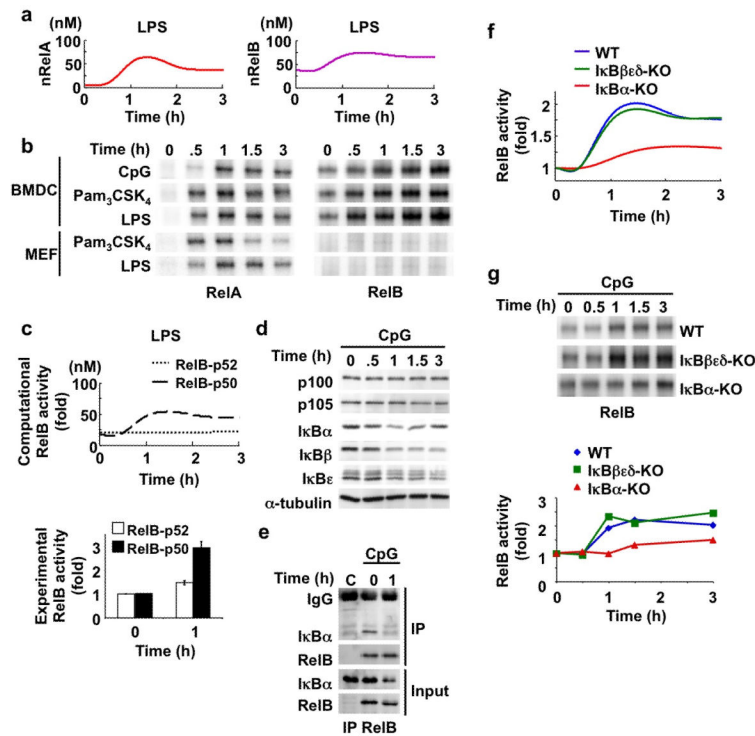 a
LPS
LPS
(nM)
100
50
0
nRelA
0 1 2 3
Time (h)
(nM)
100
50
0
nRelB
0 1 2 3
Time (h)
b
Time (h) 0 .5 1 1.5 3 0 .5 1 1.5 3
BMDC
CpG
Pam3CSK4
LPS
MEF
Pam3CSK4
LPS
RelA RelB
c
LPS
(nM)
RelB-p52
RelB-p50
100
50
0
Computational
RelB activity
(fold)
0 1 2 3
Time (h)
RelB-p52
RelB-p50
3
2
1
Experimental
RelB activity
(fold)
0 1
Time (h)
d
CpG
Time (h) 0 .5 1 1.5 3
p100
p105
IκBα
IκBβ
IκBε
α-tubulin
e
CpG
Time (h) C 0 1
IgG
IκBα
RelB
IP
IκBα
RelB
Input
IP RelB
f
WT
IκBβεδ-KO
IκBα-KO
2
1.5
1
RelB activity
(fold)
0 1 2 3
Time (h)
g
CpG
Time (h) 0 0.5 1 1.5 3
WT
IκBβεδ-KO
IκBα-KO
RelB
WT
IκBβεδ-KO
IκBα-KO
3
2
1
0
RelB activity
(fold)
0 1 2 3
Time (h)